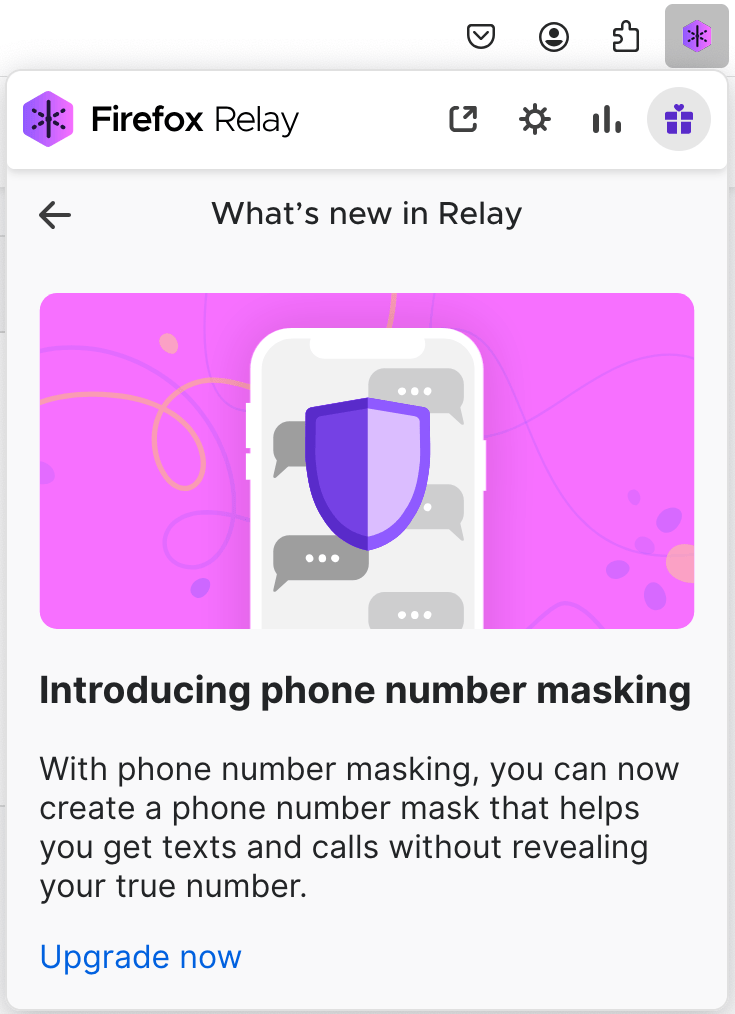 Firefox Relay
What’s new in Relay
Introducing phone number masking
With phone number masking, you can now
create a phone number mask that helps
you get texts and calls without revealing
your true number.
Upgrade now